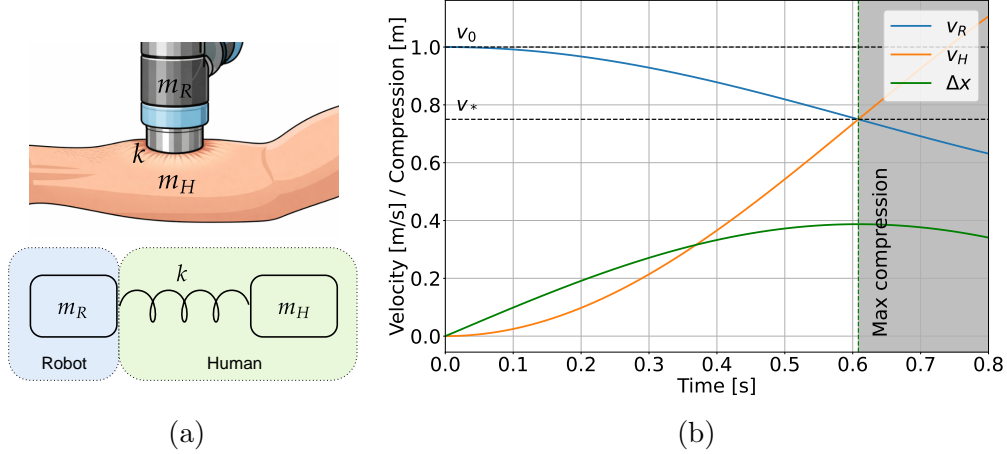 m_R
k
m_H
k
m_R
m_H
Robot
Human
(a)
Velocity [m/s] / Compression [m]
1.0
0.8
0.6
0.4
0.2
0.0
v_0
v_*
v_R
v_H
Δx
Max compression
0.0 0.1 0.2 0.3 0.4 0.5 0.6 0.7 0.8
Time [s]
(b)